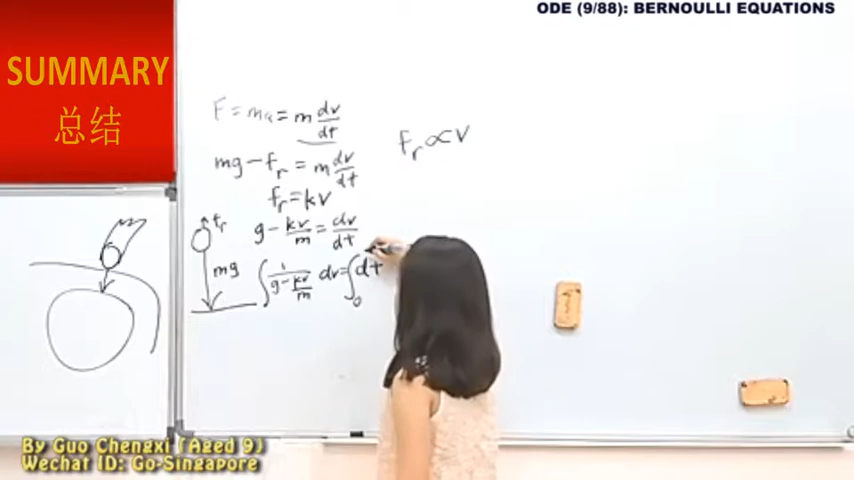 ODE (9/88): BERNOULLI EQUATIONS
SUMMARY
总结
F = ma = m dv/dt
fr ∝ v
mg - fr = m dv/dt
fr = kv
g - kv/m = dv/dt
fr
mg
∫ 1/(g - kv/m) dv = ∫₀ dt
By Guo Chengxi (Aged 9)
Wechat ID: Go-Singapore